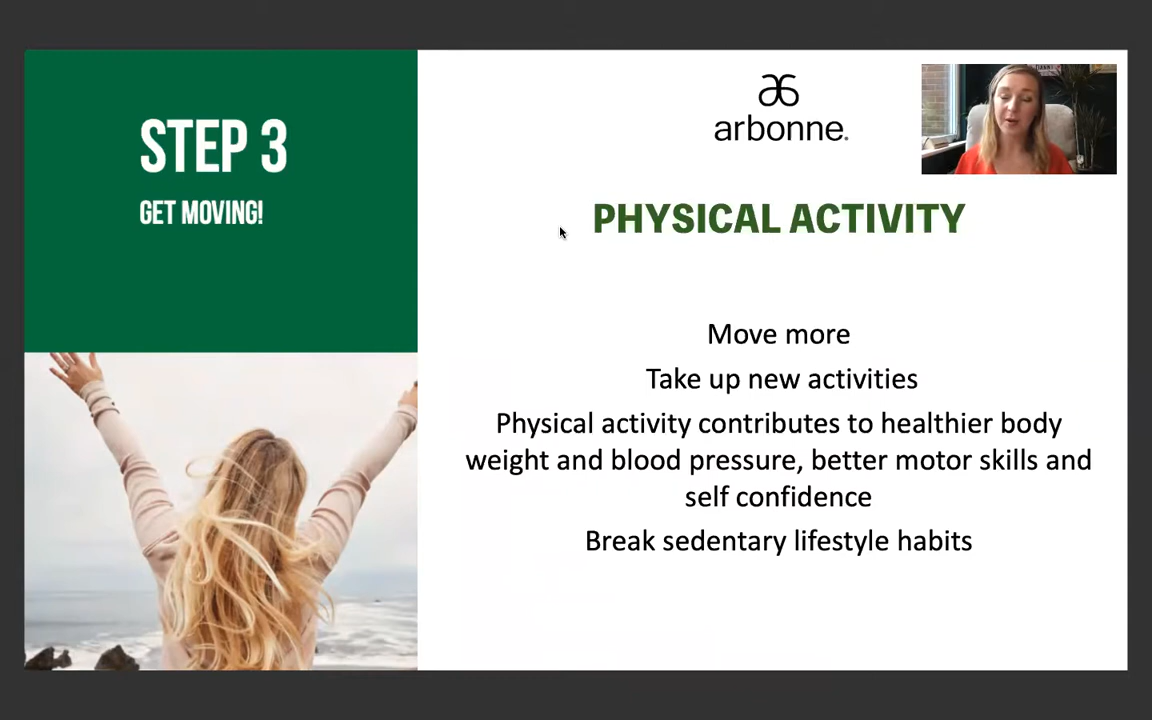 STEP 3
GET MOVING!
arbonne.
PHYSICAL ACTIVITY
Move more
Take up new activities
Physical activity contributes to healthier body
weight and blood pressure, better motor skills and
self confidence
Break sedentary lifestyle habits